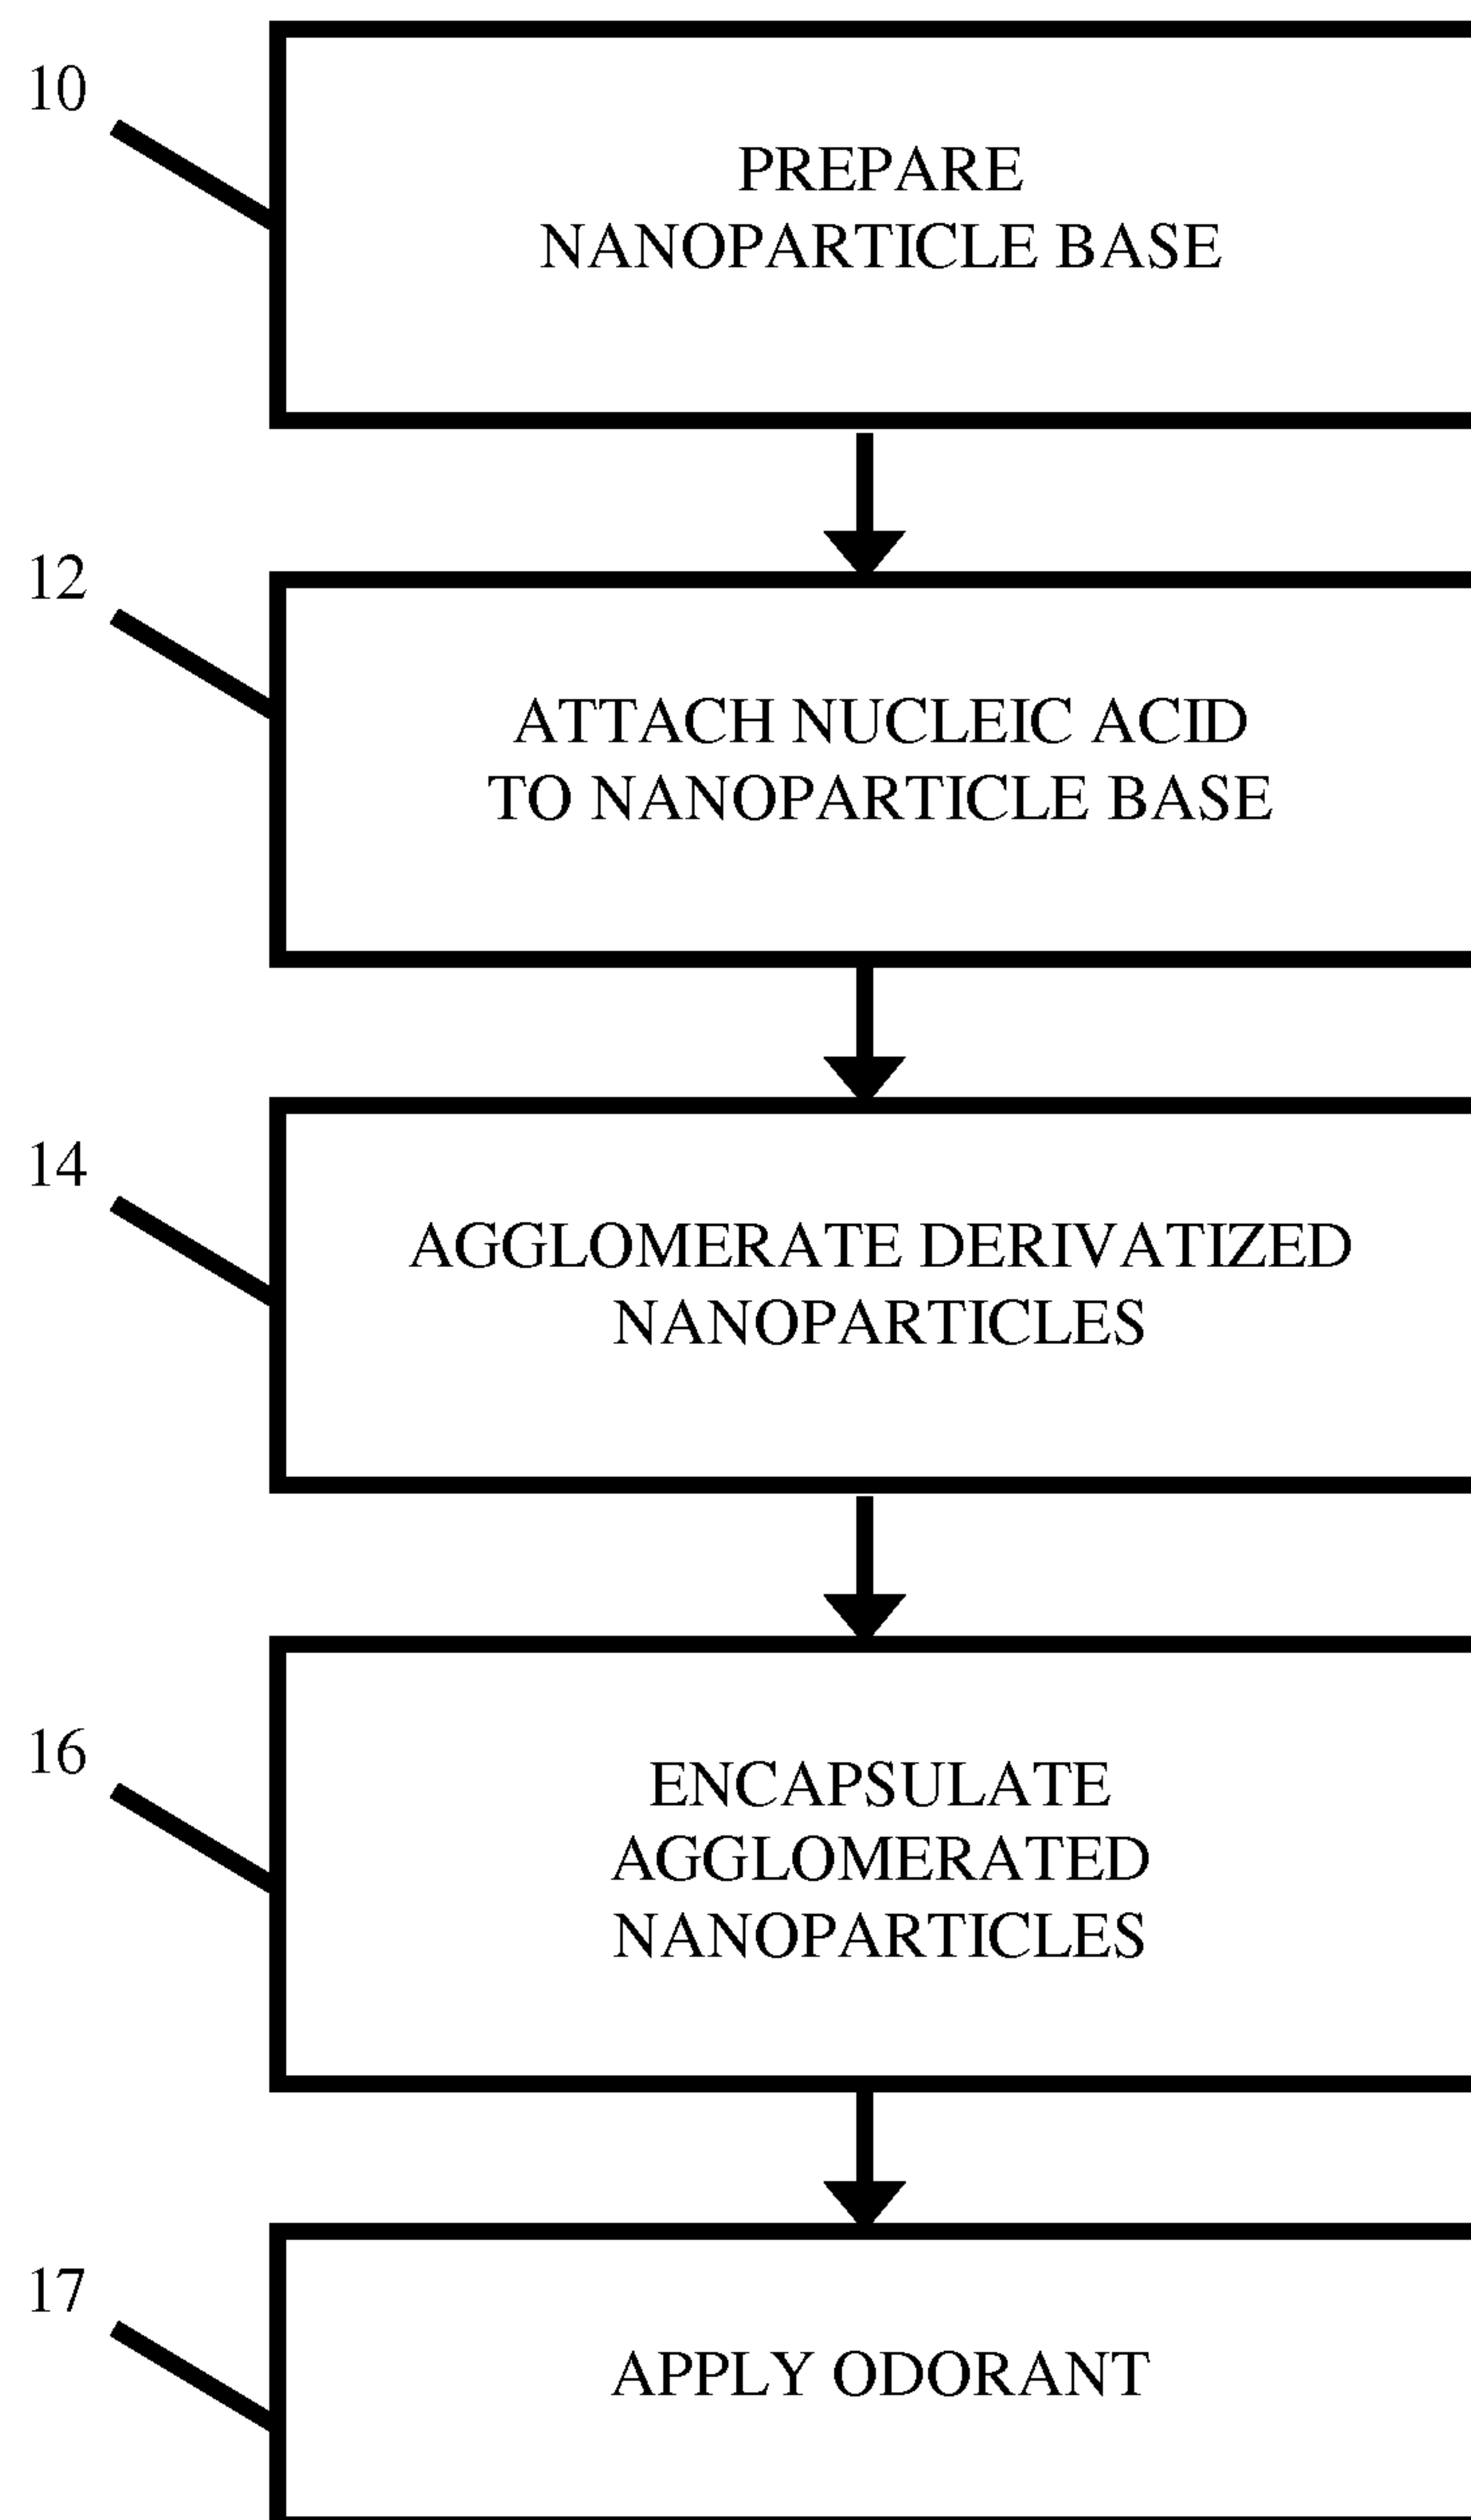 10
PREPARE
NANOPARTICLE BASE
12
ATTACH NUCLEIC ACID
TO NANOPARTICLE BASE
14
AGGLOMERATE DERIVATIZED
NANOPARTICLES
16
ENCAPSULATE
AGGLOMERATED
NANOPARTICLES
17
APPLY ODORANT